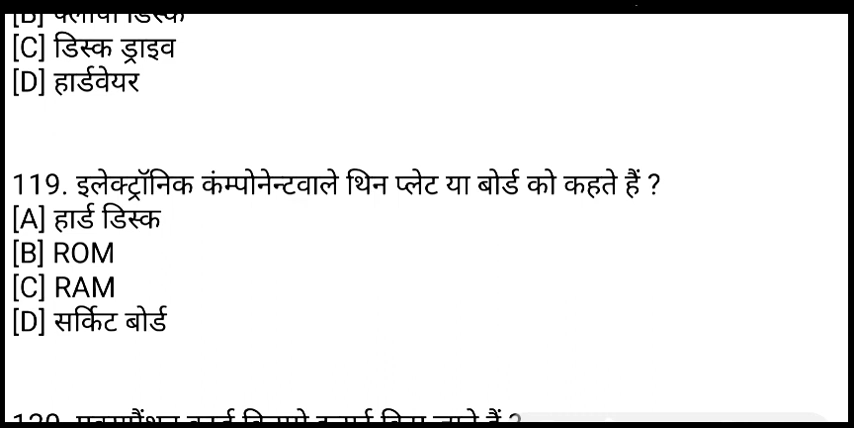 [C] डिस्क ड्राइव
[D] हार्डवेयर
119. इलेक्ट्रॉनिक कंम्पोनेन्टवाले थिन प्लेट या बोर्ड को कहते हैं ?
[A] हार्ड डिस्क
[B] ROM
[C] RAM
[D] सर्किट बोर्ड